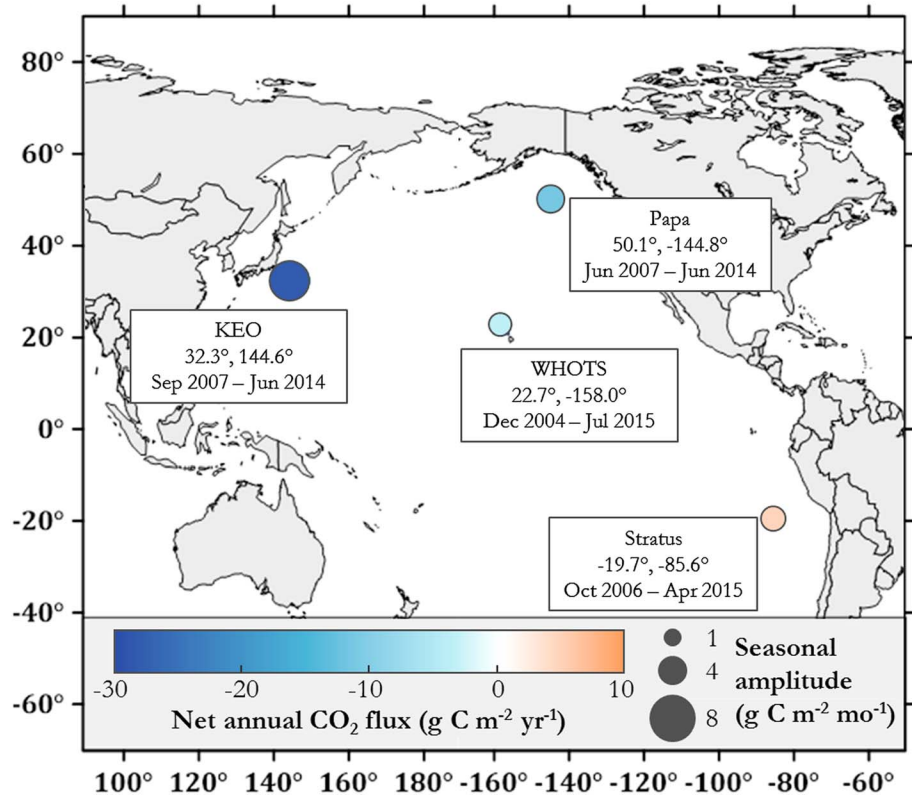 80°
60°
40°
20°
0°
-20°
-40°
-60°
Papa
50.1°, -144.8°
Jun 2007 – Jun 2014
KEO
32.3°, 144.6°
Sep 2007 – Jun 2014
WHOTS
22.7°, -158.0°
Dec 2004 – Jul 2015
Stratus
-19.7°, -85.6°
Oct 2006 – Apr 2015
-30 -20 -10 0 10
Net annual CO₂ flux (g C m⁻² yr⁻¹)
1
4
8
Seasonal
amplitude
(g C m⁻² mo⁻¹)
100° 120° 140° 160° 180° -160° -140° -120° -100° -80° -60°